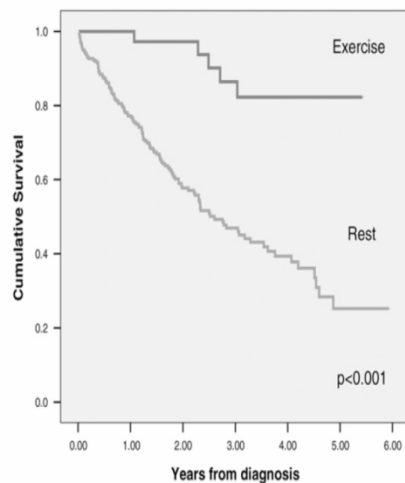 1.0
Exercise
0.8
0.6
Cumulative Survival
Rest
0.4
0.2
p<0.001
0.0
0.00 1.00 2.00 3.00 4.00 5.00 6.00
Years from diagnosis